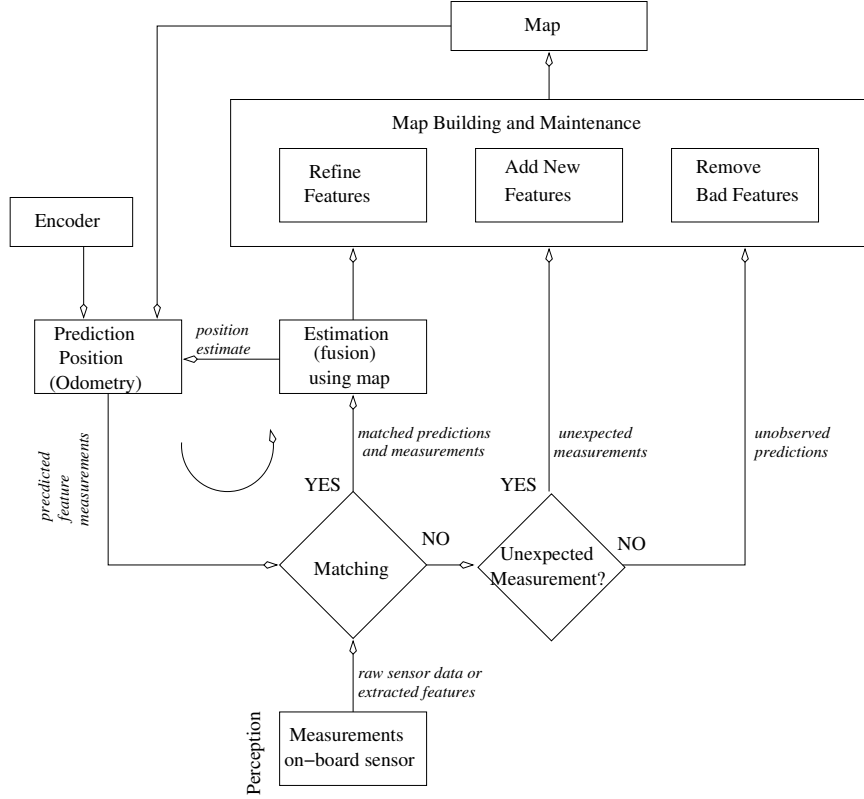 Map
Map Building and Maintenance
Refine
Features
Add New
Features
Remove
Bad Features
Encoder
Prediction
Position
(Odometry)
position
estimate
Estimation
(fusion)
using map
precdicted
feature
measurements
matched predictions
and measurements
unexpected
measurements
unobserved
predictions
YES
YES
NO
NO
Matching
Unexpected
Measurement?
raw sensor data or
extracted features
Perception
Measurements
on−board sensor